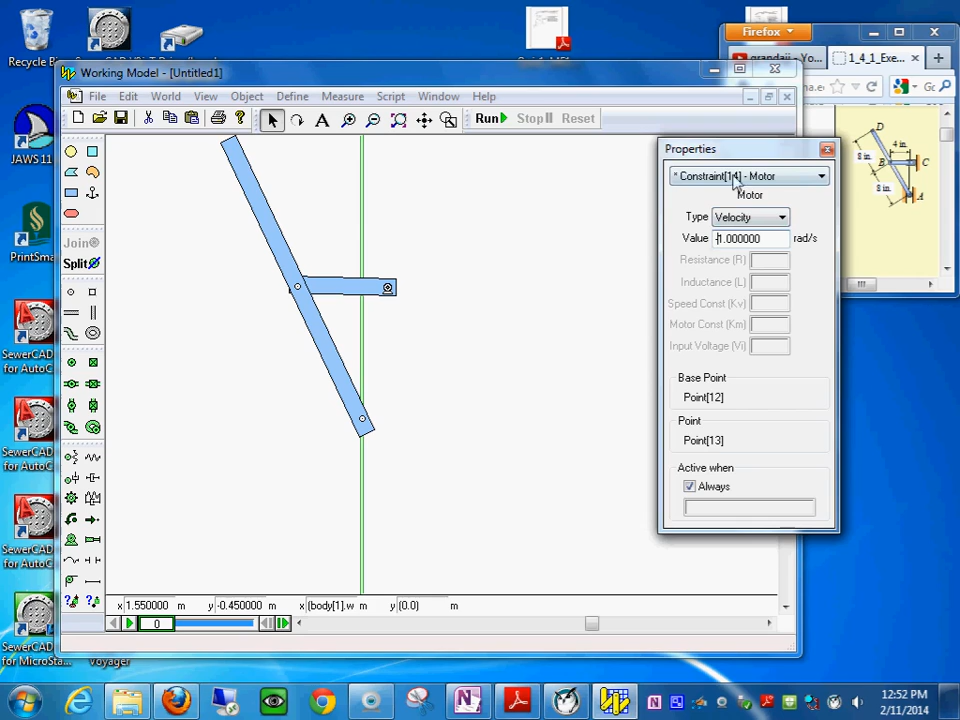 Recycle B
JAWS 11
PrintSma
SewerCAD
for AutoC
SewerCAD
for AutoC
SewerCAD
for AutoC
SewerCAD
for MicroSta
Voyager
Firefox
grandaji - Yo...
1_4_1_Exe...
D
4 in.
8 in.
B
C
8 in.
A
Working Model - [Untitled1]
File Edit World View Object Define Measure Script Window Help
Run Stop Reset
Join
Split
Properties
* Constraint[14] - Motor
Motor
Type Velocity
Value -1.000000 rad/s
Resistance (R)
Inductance (L)
Speed Const (Kv)
Motor Const (Km)
Input Voltage (Vi)
Base Point
Point[12]
Point
Point[13]
Active when
Always
x 1.550000 m y -0.450000 m x (body[1].w m y (0.0) m
0
12:52 PM
2/11/2014